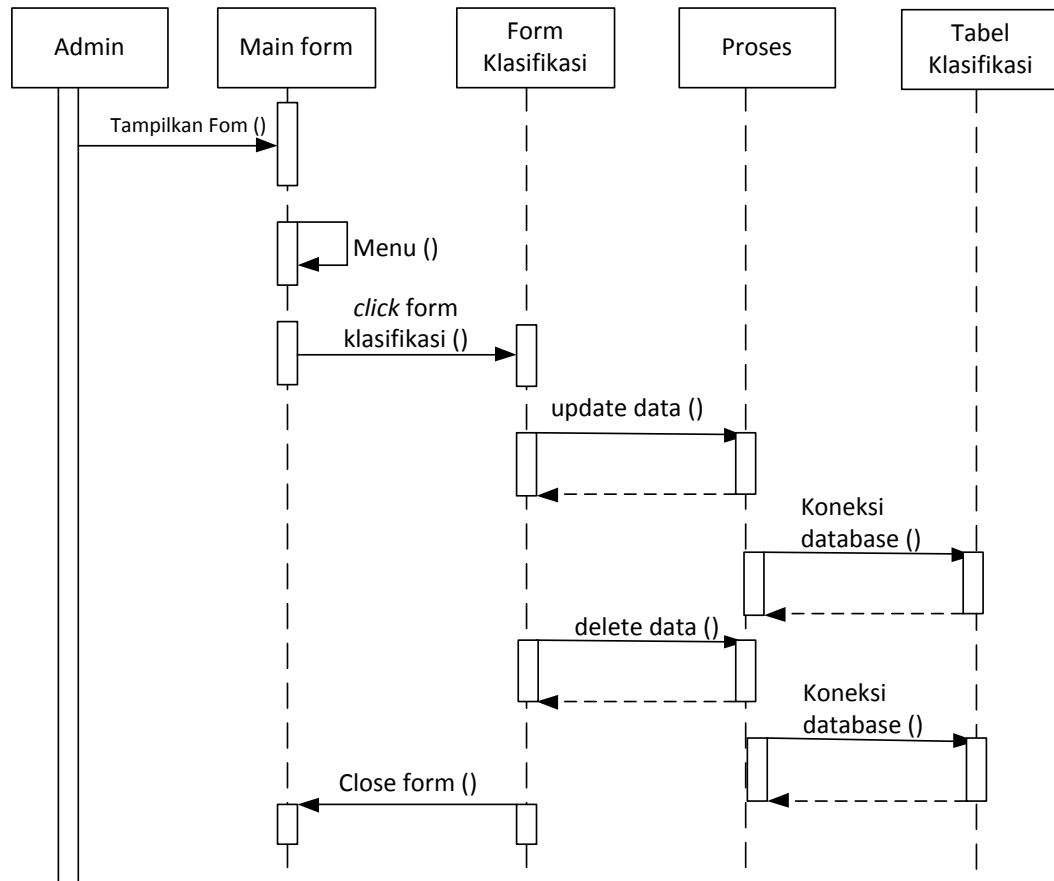 Admin
Main form
Form
Klasifikasi
Proses
Tabel
Klasifikasi
Tampilkan Fom ()
Menu ()
click form
klasifikasi ()
update data ()
Koneksi
database ()
delete data ()
Koneksi
database ()
Close form ()